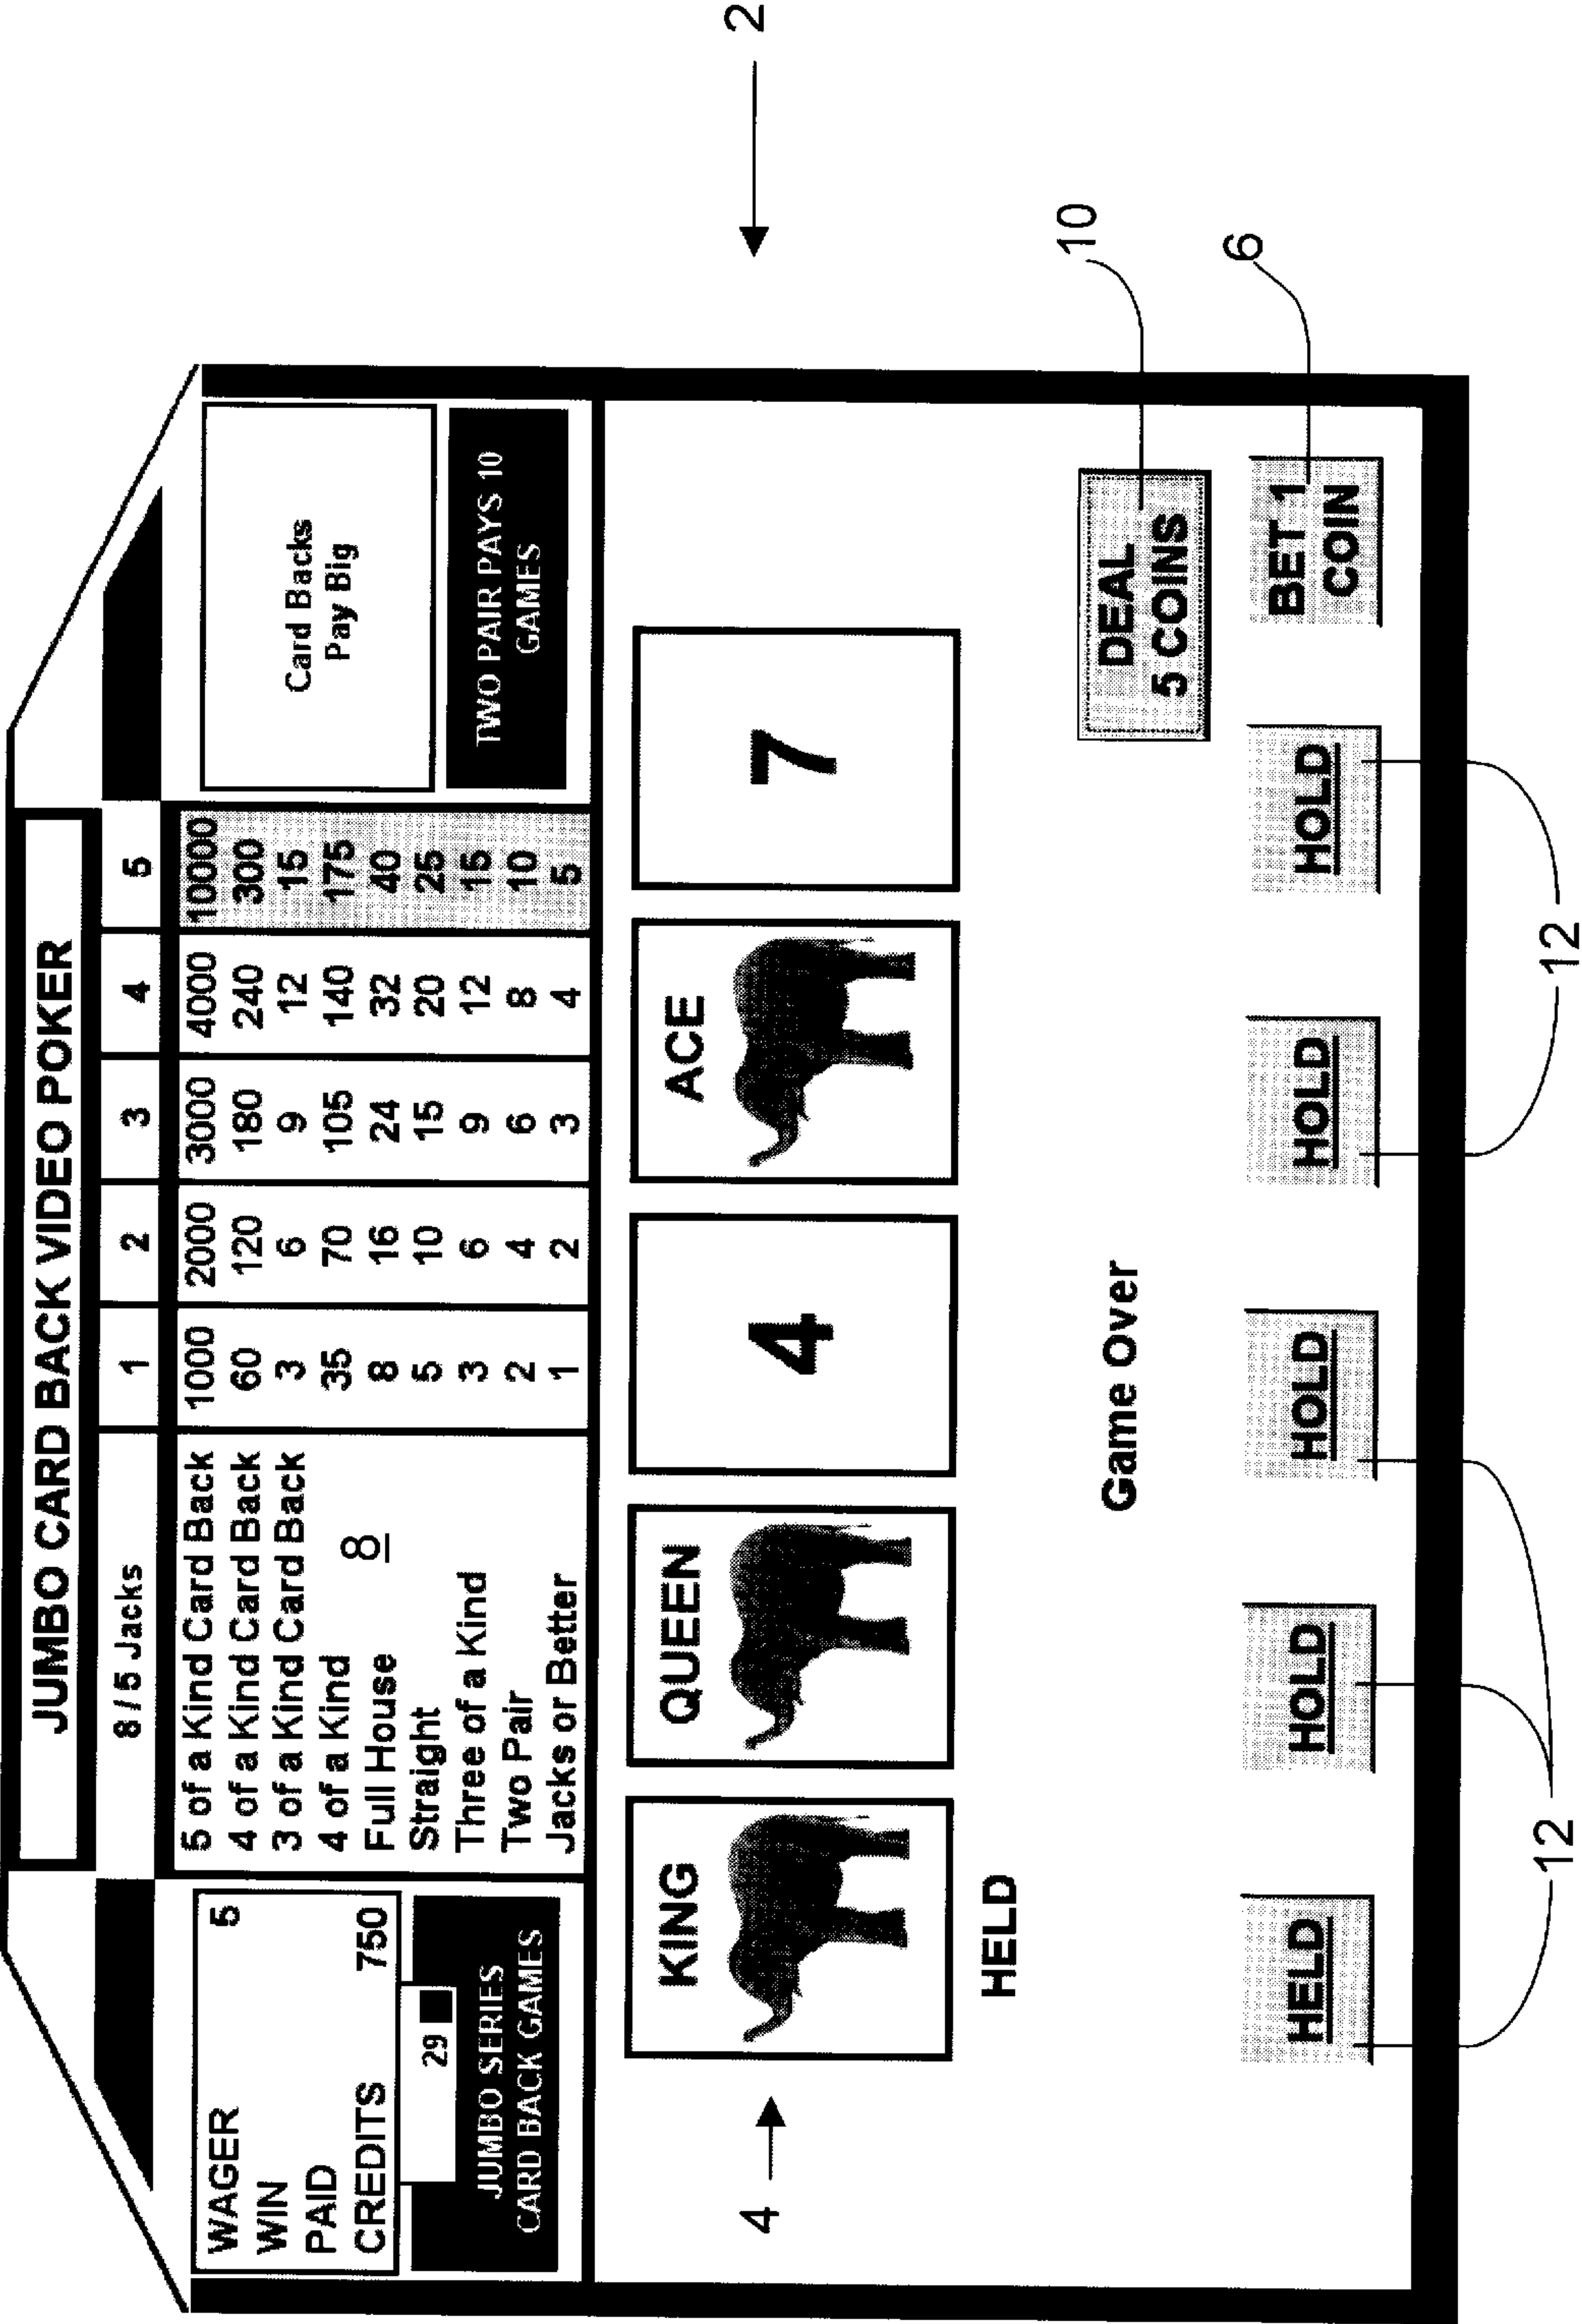 JUMBO CARD BACK VIDEO POKER
8 / 5 Jacks 1 2 3 4 5
WAGER 5
WIN
PAID
CREDITS 750
29
JUMBO SERIES
CARD BACK GAMES
5 of a Kind Card Back 1000 2000 3000 4000 10000
4 of a Kind Card Back 60 120 180 240 300
3 of a Kind Card Back 3 6 9 12 15
4 of a Kind 35 70 105 140 175
Full House 8 16 24 32 40
8
Straight 5 10 15 20 25
Three of a Kind 3 6 9 12 15
Two Pair 2 4 6 8 10
Jacks or Better 1 2 3 4 5
Card Backs
Pay Big
TWO PAIR PAYS 10
GAMES
2
4
KING QUEEN 4 ACE 7
HELD
Game Over
DEAL
5 COINS
10
HELD HOLD HOLD HOLD HOLD
BET 1
COIN
6
12 12